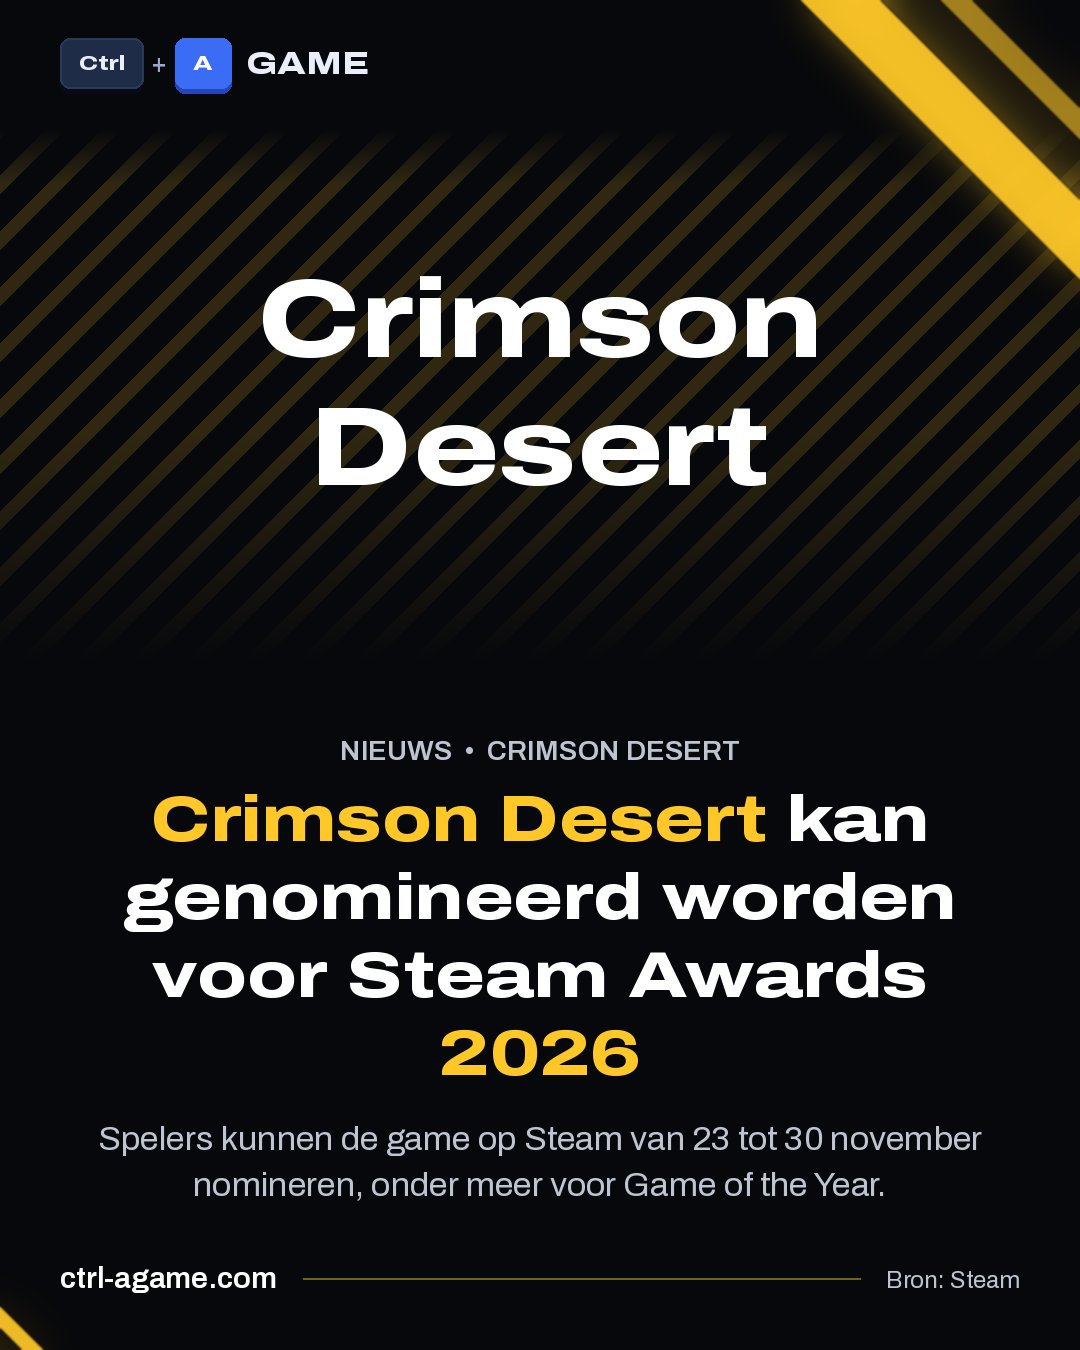 Ctrl + A GAME
Crimson
Desert
NIEUWS • CRIMSON DESERT
Crimson Desert kan
genomineerd worden
voor Steam Awards
2026
Spelers kunnen de game op Steam van 23 tot 30 november
nomineren, onder meer voor Game of the Year.
ctrl-agame.com
Bron: Steam